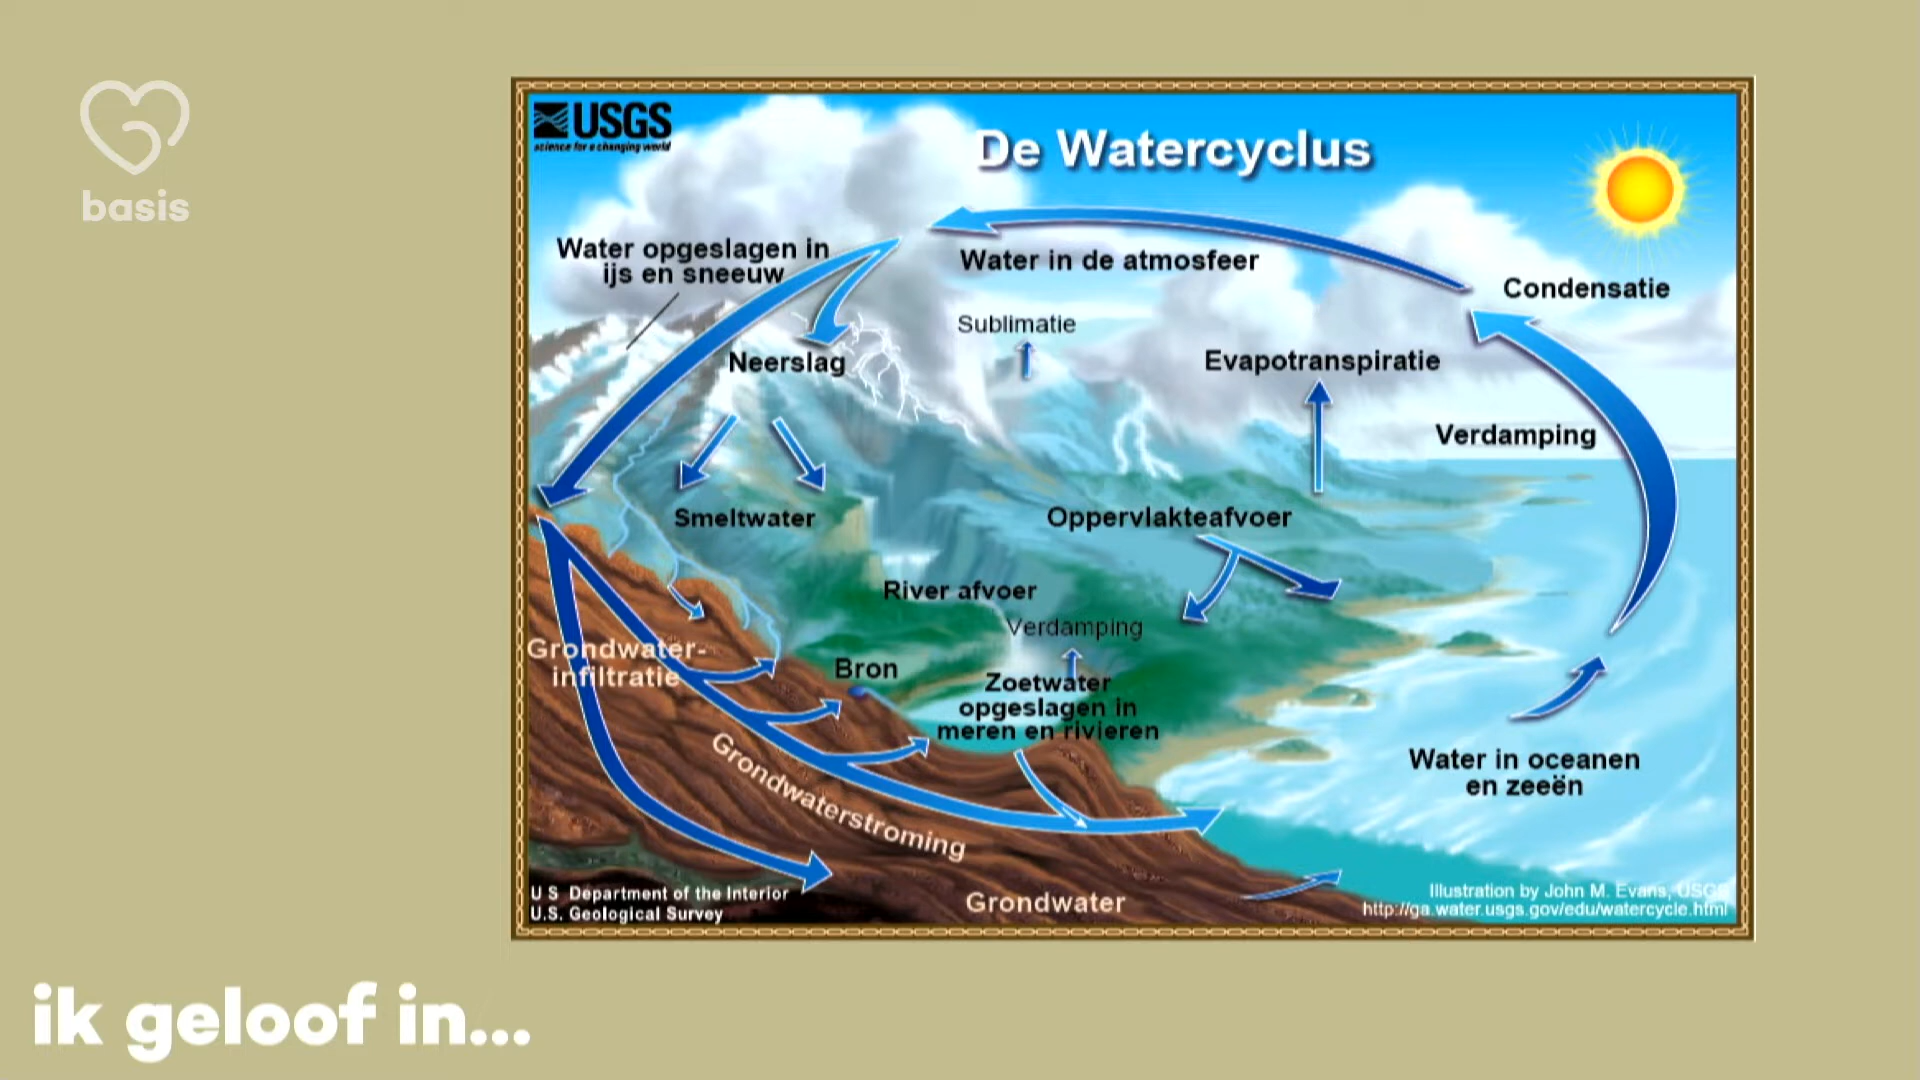 basis
USGS
science for a changing world
De Watercyclus
Water opgeslagen in
ijs en sneeuw
Water in de atmosfeer
Condensatie
Sublimatie
Neerslag
Evapotranspiratie
Verdamping
Smeltwater
Oppervlakteafvoer
River afvoer
Verdamping
Grondwater-
infiltratie
Bron
Zoetwater
opgeslagen in
meren en rivieren
Grondwaterstroming
Water in oceanen
en zeeën
Grondwater
U S Department of the Interior
U.S. Geological Survey
Illustration by John M. Evans, USGS
http://ga.water.usgs.gov/edu/watercycle.html
ik geloof in...